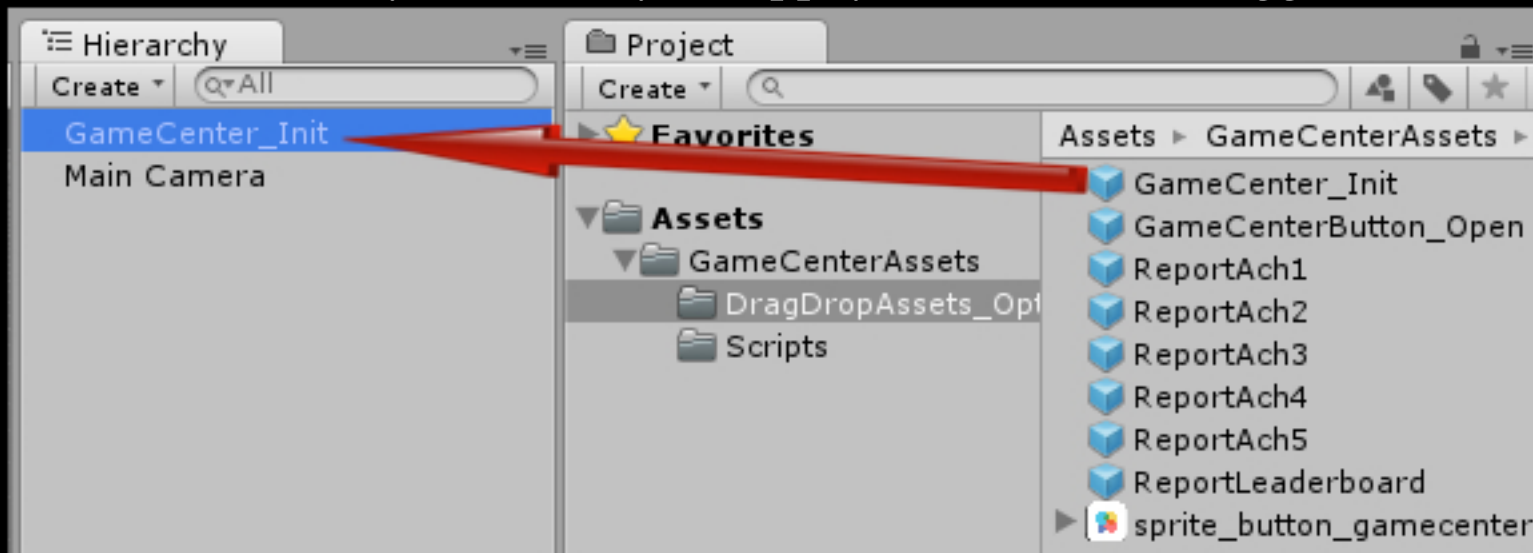 Hierarchy
Create
All
GameCenter_Init
Main Camera
Project
Create
Favorites
Assets
GameCenterAssets
DragDropAssets_Opt
Scripts
Assets GameCenterAssets
GameCenter_Init
GameCenterButton_Open
ReportAch1
ReportAch2
ReportAch3
ReportAch4
ReportAch5
ReportLeaderboard
sprite_button_gamecenter